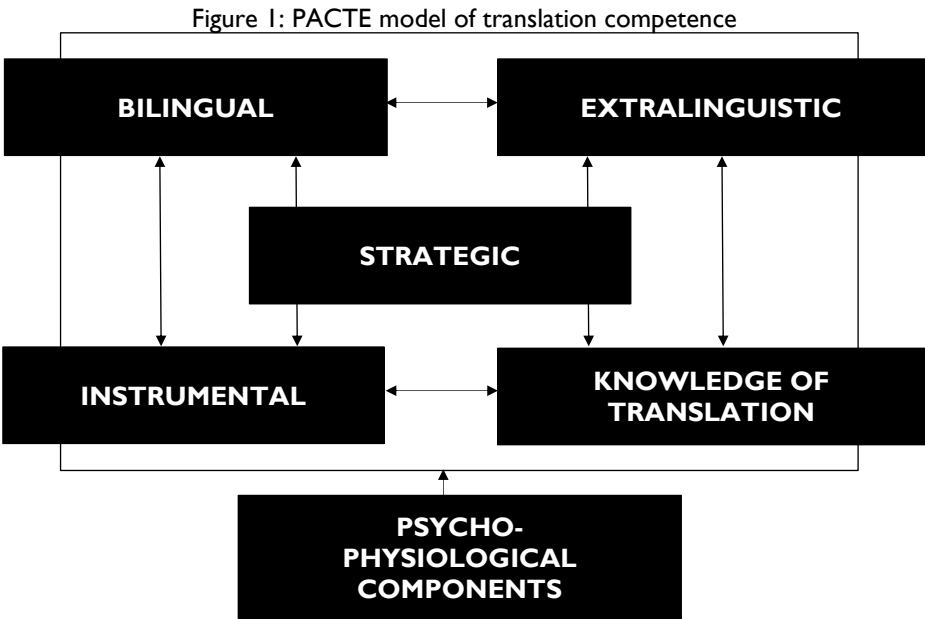 Figure 1: PACTE model of translation competence
BILINGUAL
EXTRALINGUISTIC
STRATEGIC
INSTRUMENTAL
KNOWLEDGE OF
TRANSLATION
PSYCHO-
PHYSIOLOGICAL
COMPONENTS